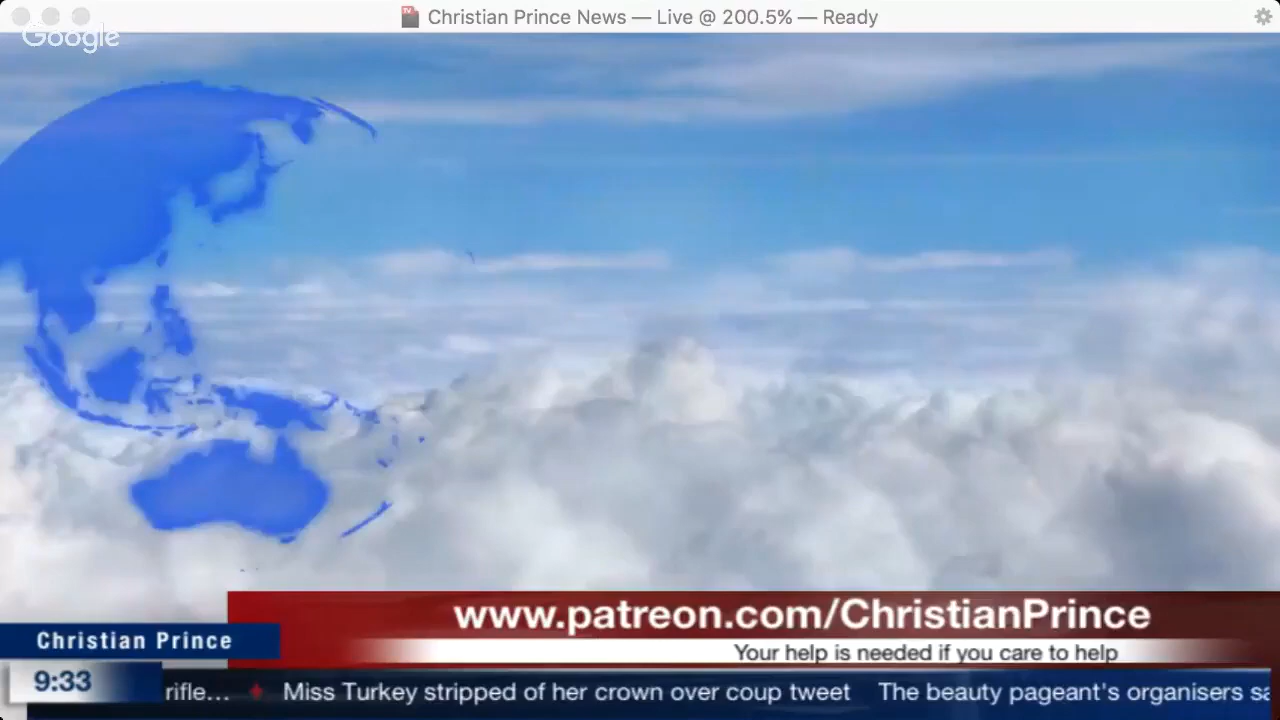 Christian Prince News — Live @ 200.5% — Ready
Google
www.patreon.com/ChristianPrince
Christian Prince
Your help is needed if you care to help
9:33
rifle... Miss Turkey stripped of her crown over coup tweet The beauty pageant's organisers